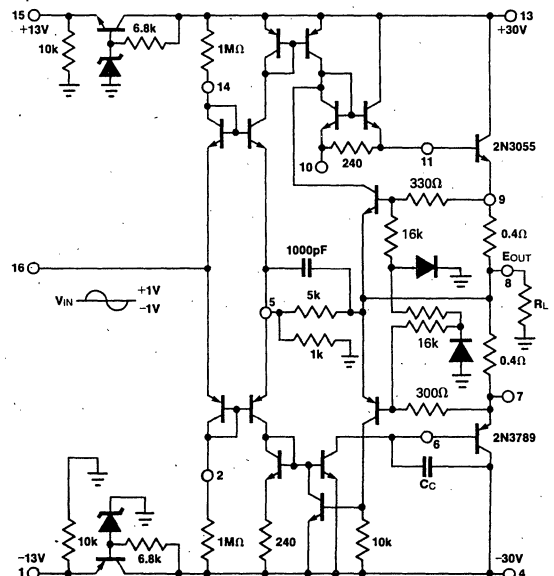 15
+13V
10k
6.8k
1MΩ
14
13
+30V
10
240
11
2N3055
330Ω
9
16k
0.4Ω
EOUT
8
RL
16
VIN
+1V
−1V
1000pF
5
5k
1k
16k
0.4Ω
300Ω
7
2N3789
6
CC
2
−13V
1
10k
6.8k
1MΩ
240
10k
−30V
4